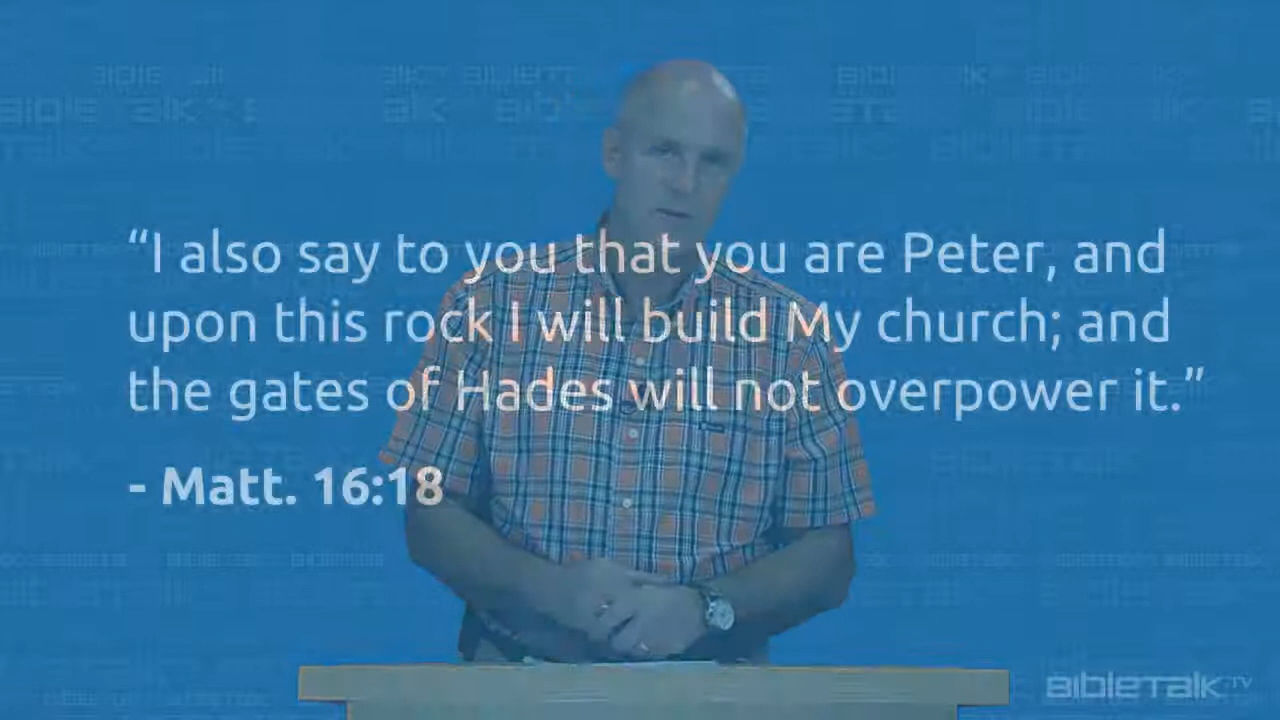 “I also say to you that you are Peter, and
upon this rock I will build My church; and
the gates of Hades will not overpower it.”
- Matt. 16:18
BibleTalk TV